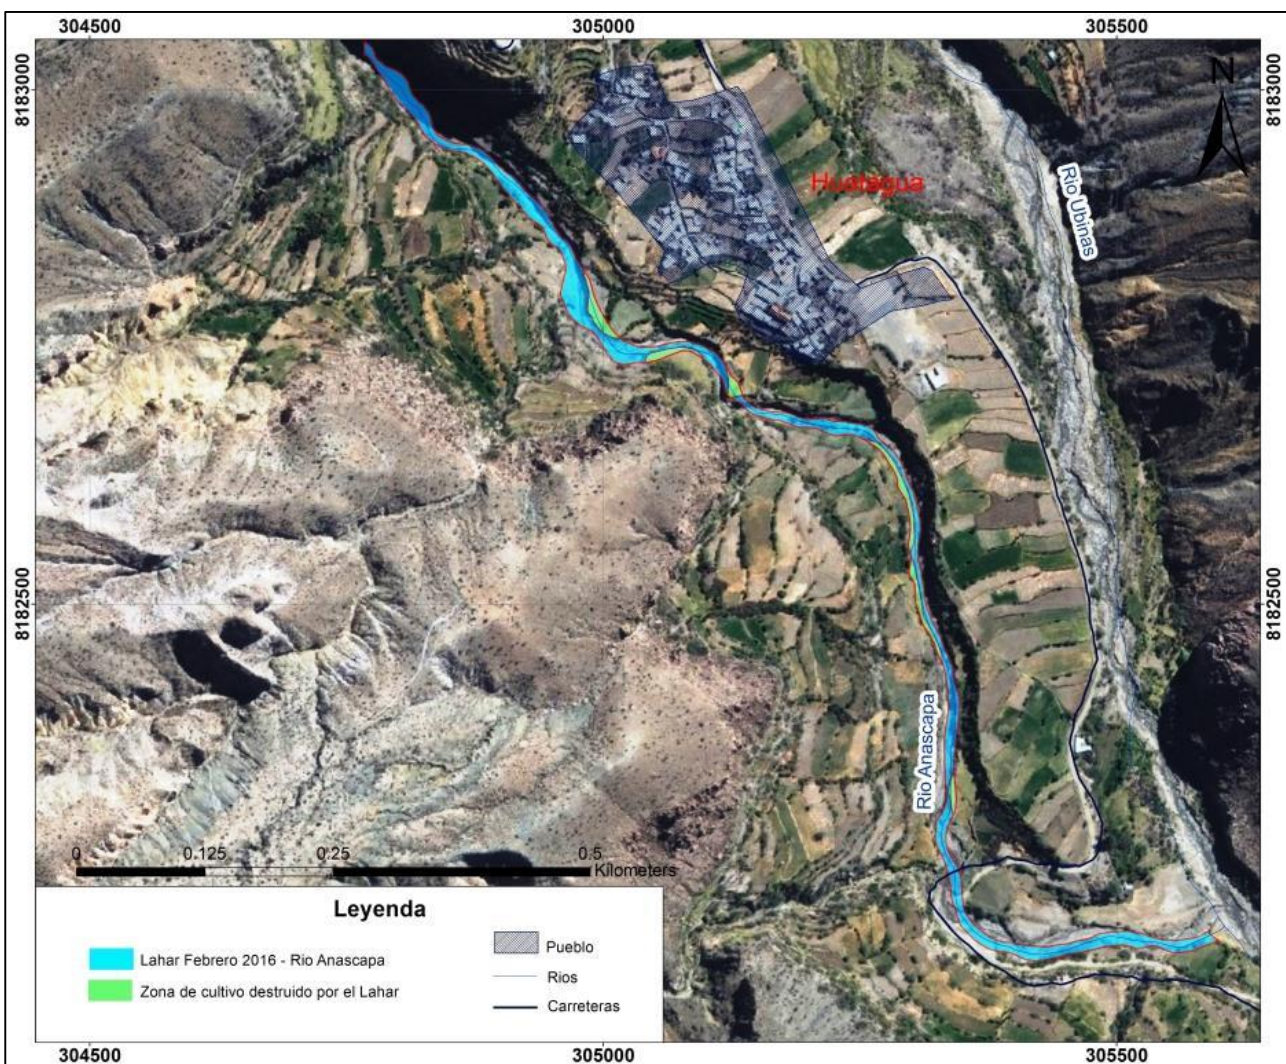 304500 305000 305500
8183000
8183000
N
Huatagua
Rio Ubinas
8182500
8182500
Rio Anascapa
0 0.125 0.25 0.5
Kilometers
Leyenda
Lahar Febrero 2016 - Rio Anascapa
Zona de cultivo destruido por el Lahar
Pueblo
Rios
Carreteras
304500 305000 305500